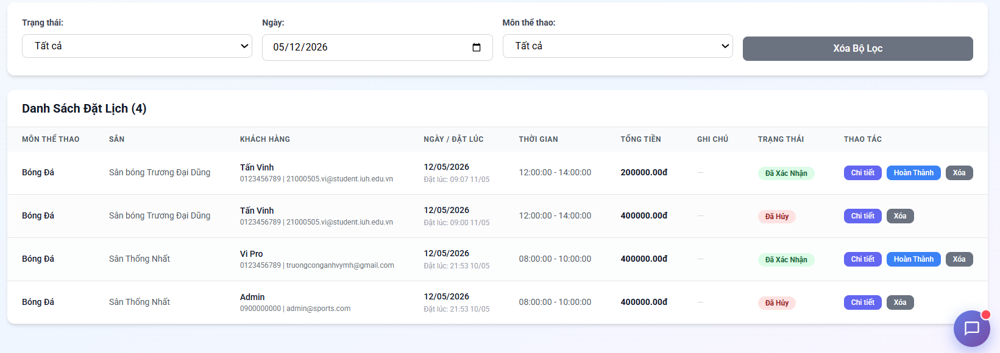 Trạng thái:
Tất cả
Ngày:
05/12/2026
Môn thể thao:
Tất cả
Xóa Bộ Lọc
Danh Sách Đặt Lịch (4)
MÔN THỂ THAO SÂN KHÁCH HÀNG NGÀY / ĐẶT LÚC THỜI GIAN TỔNG TIỀN GHI CHÚ TRẠNG THÁI THAO TÁC
Bóng Đá Sân bóng Trương Đại Dũng Tấn Vinh 12/05/2026 12:00:00 - 14:00:00 200000.00đ — Đã Xác Nhận Chi tiết Hoàn Thành Xóa
0123456789 | 21000505.vi@student.iuh.edu.vn Đặt lúc: 09:07 11/05
Bóng Đá Sân bóng Trương Đại Dũng Tấn Vinh 12/05/2026 12:00:00 - 14:00:00 400000.00đ — Đã Hủy Chi tiết Xóa
0123456789 | 21000505.vi@student.iuh.edu.vn Đặt lúc: 09:00 11/05
Bóng Đá Sân Thống Nhất Vi Pro 12/05/2026 08:00:00 - 10:00:00 400000.00đ — Đã Xác Nhận Chi tiết Hoàn Thành Xóa
0123456789 | truongconganhvymh@gmail.com Đặt lúc: 21:53 10/05
Bóng Đá Sân Thống Nhất Admin 12/05/2026 08:00:00 - 10:00:00 400000.00đ — Đã Hủy Chi tiết Xóa
0900000000 | admin@sports.com Đặt lúc: 21:53 10/05